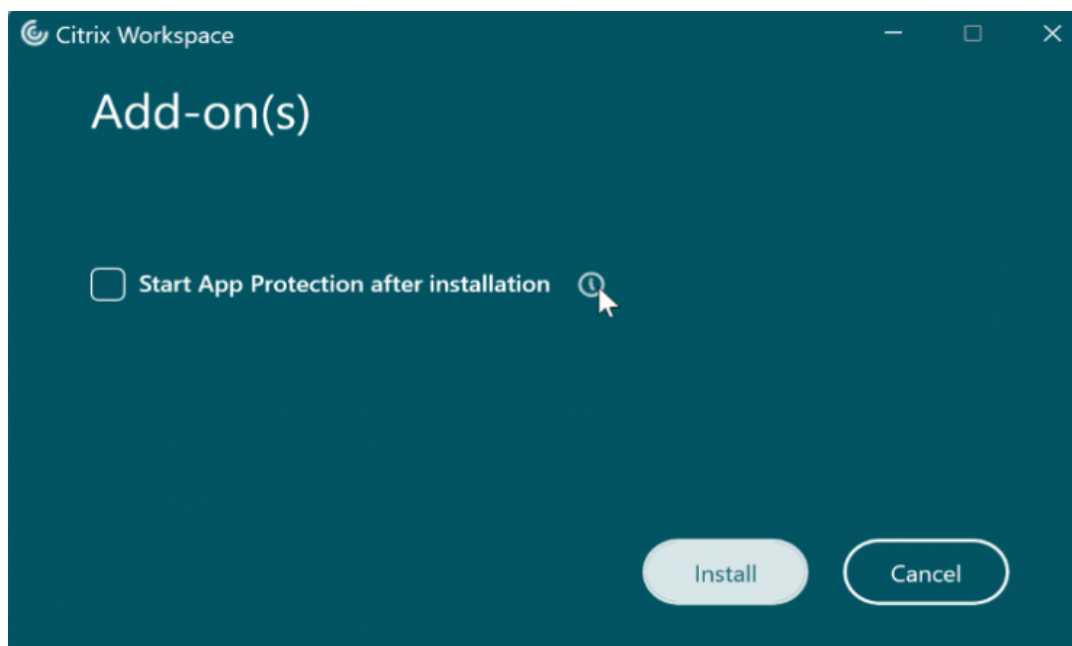 Citrix Workspace
Add-on(s)
Start App Protection after installation
Install
Cancel